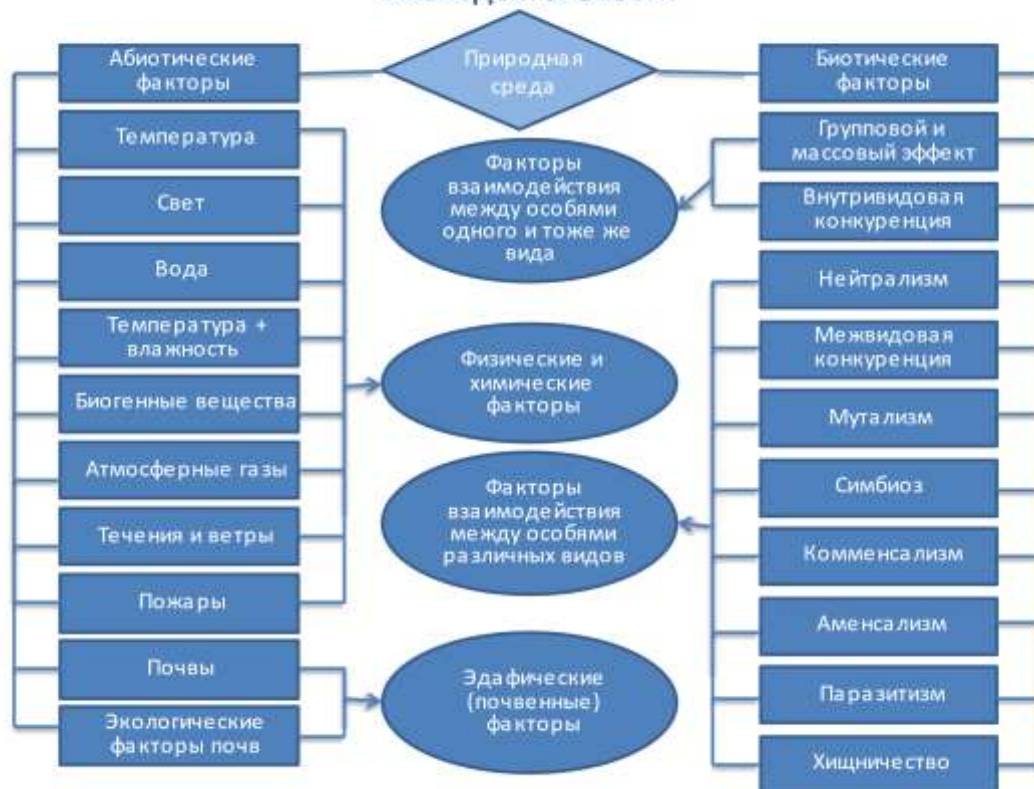 Природная
среда
Абиотические
факторы
Температура
Свет
Вода
Температура +
влажность
Биогенные вещества
Атмосферные газы
Течения и ветры
Пожары
Почвы
Экологические
факторы почв
Факторы
взаимодействия
между особями
одного и тоже же
вида
Физические и
химические
факторы
Факторы
взаимодействия
между особями
различных видов
Эдафические
(почвенные)
факторы
Биотические
факторы
Групповой и
массовый эффект
Внутривидовая
конкуренция
Нейтрализм
Межвидовая
конкуренция
Мутализм
Симбиоз
Комменсализм
Аменсализм
Паразитизм
Хищничество